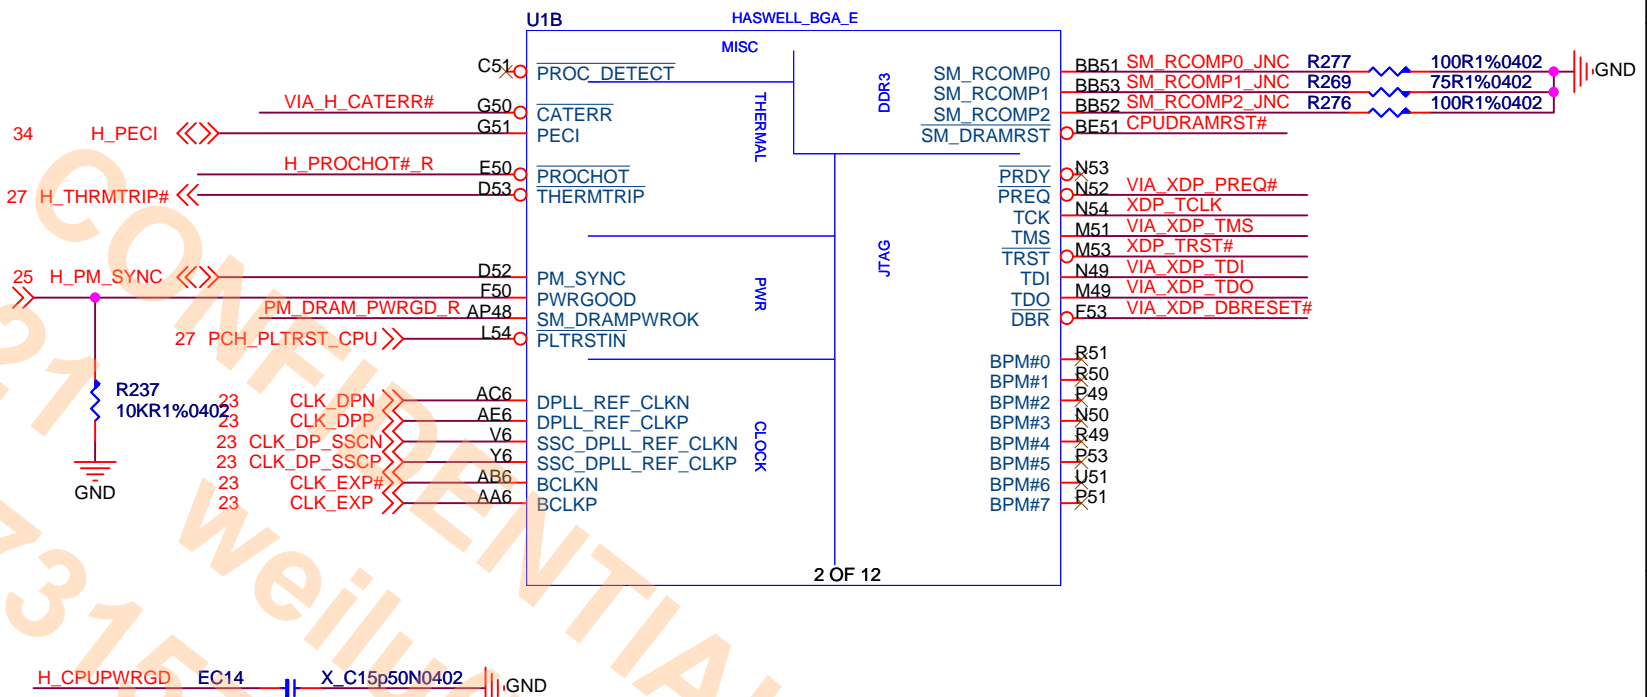 U1B HASWELL_BGA_E
MISC
C51 PROC_DETECT SM_RCOMP0 BB51 SM_RCOMP0_JNC R277 100R1%0402 GND
SM_RCOMP1 BB53 SM_RCOMP1_JNC R269 75R1%0402
VIA_H_CATERR# G50 CATERR SM_RCOMP2 BB52 SM_RCOMP2_JNC R276 100R1%0402
34 H_PECI G51 PECI SM_DRAMRST BE51 CPUDRAMRST#
THERMAL
DDR3
H_PROCHOT#_R E50 PROCHOT PRDY N53
27 H_THRMTRIP# D53 THERMTRIP PREQ N52 VIA_XDP_PREQ#
TCK N54 XDP_TCLK
TMS M51 VIA_XDP_TMS
TRST M53 XDP_TRST#
JTAG
25 H_PM_SYNC D52 PM_SYNC TDI N49 VIA_XDP_TDI
F50 PWRGOOD TDO M49 VIA_XDP_TDO
PWR
PM_DRAM_PWRGD_R AP48 SM_DRAMPWROK DBR F53 VIA_XDP_DBRESET#
27 PCH_PLTRST_CPU L54 PLTRSTIN
BPM#0 R51
BPM#1 R50
R237
10KR1%0402
23 CLK_DPN AC6 DPLL_REF_CLKN BPM#2 P49
23 CLK_DPP AE6 DPLL_REF_CLKP BPM#3 N50
23 CLK_DP_SSCN V6 SSC_DPLL_REF_CLKN BPM#4 R49
23 CLK_DP_SSCP Y6 SSC_DPLL_REF_CLKP BPM#5 P53
23 CLK_EXP# AB6 BCLKN BPM#6 U51
23 CLK_EXP AA6 BCLKP BPM#7 P51
CLOCK
GND
2 OF 12
H_CPUPWRGD EC14 X_C15p50N0402 GND
CONFIDENTIAL